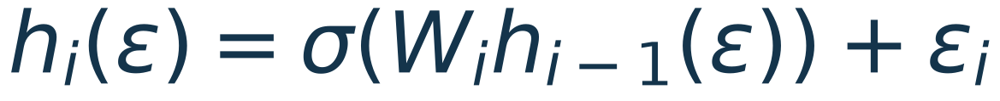 hᵢ(ε) = σ(Wᵢhᵢ₋₁(ε)) + εᵢ